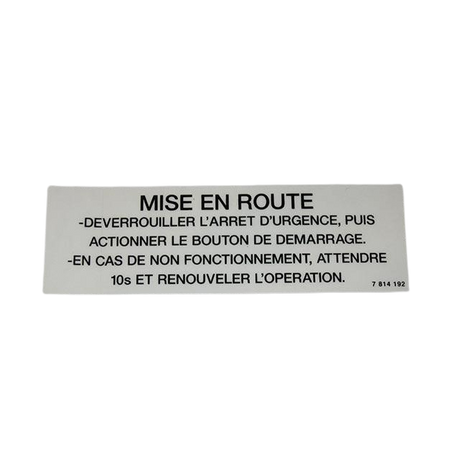 MISE EN ROUTE
-DEVERROUILLER L'ARRET D'URGENCE, PUIS
ACTIONNER LE BOUTON DE DEMARRAGE.
-EN CAS DE NON FONCTIONNEMENT, ATTENDRE
10s ET RENOUVELER L'OPERATION.
7 814 192